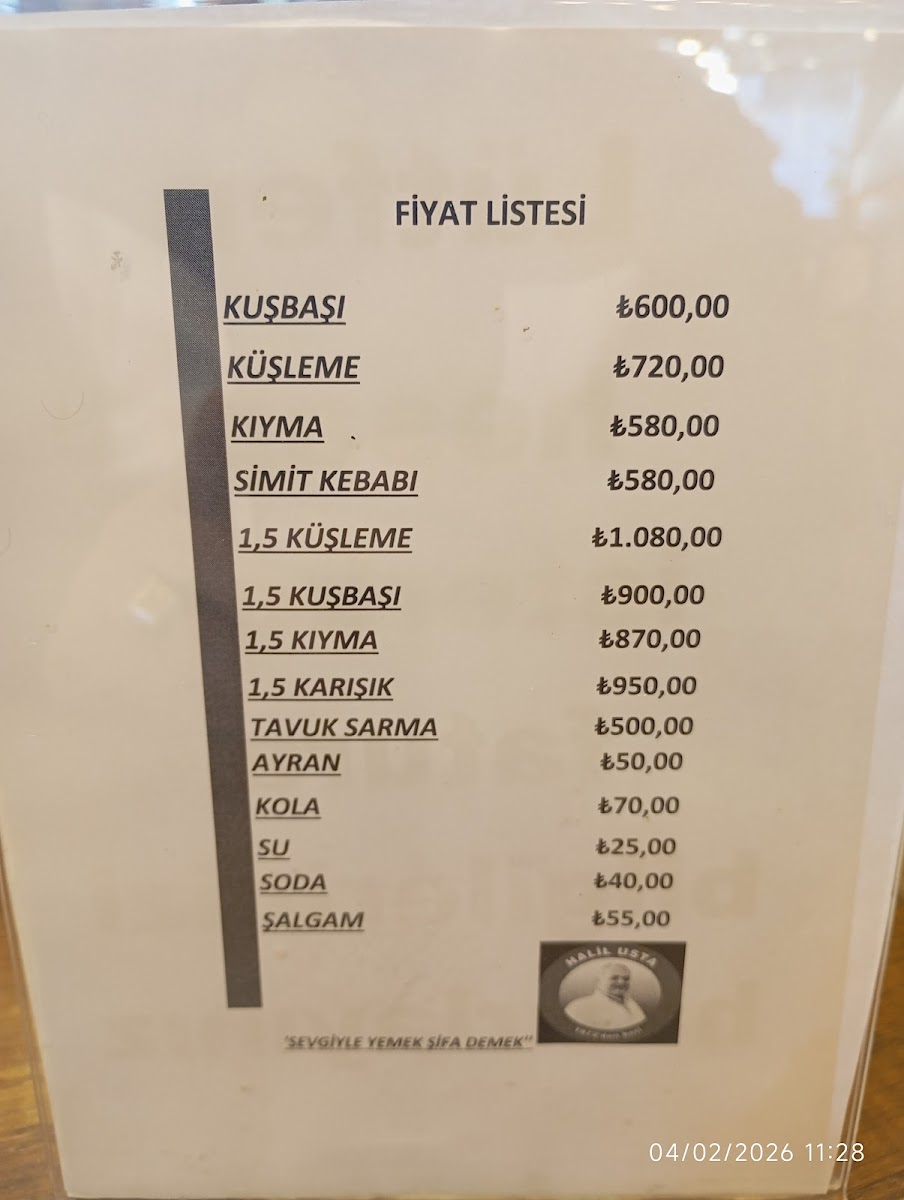 FİYAT LİSTESİ
KUŞBAŞI ₺600,00
KÜŞLEME ₺720,00
KIYMA ₺580,00
SİMİT KEBABI ₺580,00
1,5 KÜŞLEME ₺1.080,00
1,5 KUŞBAŞI ₺900,00
1,5 KIYMA ₺870,00
1,5 KARIŞIK ₺950,00
TAVUK SARMA ₺500,00
AYRAN ₺50,00
KOLA ₺70,00
SU ₺25,00
SODA ₺40,00
ŞALGAM ₺55,00
HALİL USTA
'SEVGİYLE YEMEK ŞİFA DEMEK''
04/02/2026 11:28